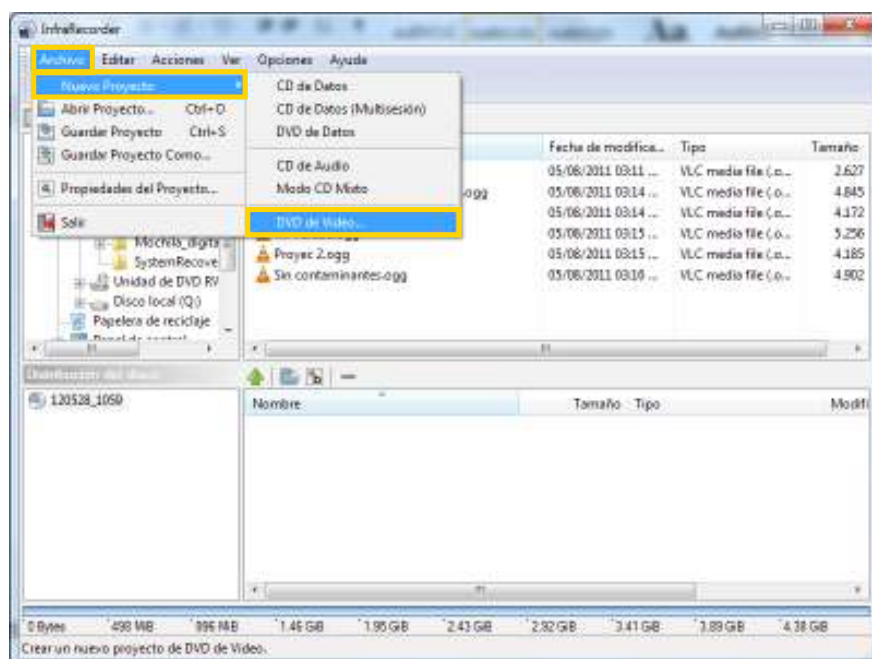 InfraRecorder
Archivo Editar Acciones Ver Opciones Ayuda
Nuevo Proyecto
Abrir Proyecto... Ctrl+O
Guardar Proyecto Ctrl+S
Guardar Proyecto Como...
Propiedades del Proyecto...
Salir
CD de Datos
CD de Datos (Multisesión)
DVD de Datos
CD de Audio
Modo CD Mixto
DVD de Video...
Fecha de modifica... Tipo Tamaño
05/08/2011 03:11 ... VLC media file (.o... 2.627
.ogg 05/08/2011 03:14 ... VLC media file (.o... 4.845
05/08/2011 03:14 ... VLC media file (.o... 4.172
05/08/2011 03:15 ... VLC media file (.o... 5.256
Proyec 2.ogg 05/08/2011 03:15 ... VLC media file (.o... 4.185
Sin contaminantes.ogg 05/08/2011 03:16 ... VLC media file (.o... 4.902
Mochila_digita
SystemRecove
Unidad de DVD RV
Disco local (Q:)
Papelera de reciclaje
120528_1059
Nombre Tamaño Tipo Modifi
0 Bytes 498 MiB 996 MiB 1.46 GiB 1.95 GiB 2.43 GiB 2.92 GiB 3.41 GiB 3.89 GiB 4.38 GiB
Crear un nuevo proyecto de DVD de Video.